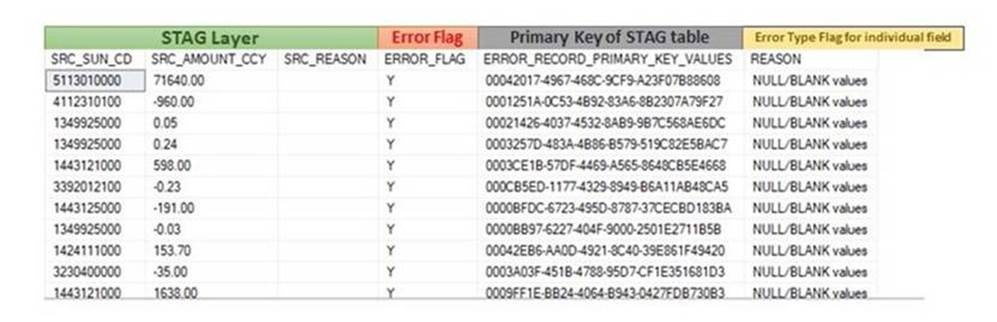 STAG Layer Error Flag Primary Key of STAG table Error Type Flag for individual field
SRC_SUN_CD SRC_AMOUNT_CCY SRC_REASON ERROR_FLAG ERROR_RECORD_PRIMARY_KEY_VALUES REASON
5113010000 71640.00 Y 00042017-4967-468C-9CF9-A23F07B88608 NULL/BLANK values
4112310100 -960.00 Y 0001251A-0C53-4B92-83A6-8B2307A79F27 NULL/BLANK values
1349925000 0.05 Y 00021426-4037-4532-8AB9-9B7C568AE6DC NULL/BLANK values
1349925000 0.24 Y 0003257D-483A-4B86-B579-519C82E5BAC7 NULL/BLANK values
1443121000 598.00 Y 0003CE1B-57DF-4469-A565-8648CB5E4668 NULL/BLANK values
3392012100 -0.23 Y 000CB5ED-1177-4329-8949-B6A11AB48CA5 NULL/BLANK values
1443125000 -191.00 Y 0000BFDC-6723-495D-8787-37CECBD183BA NULL/BLANK values
1349925000 -0.03 Y 0000BB97-6227-404F-9000-2501E2711B5B NULL/BLANK values
1424111000 153.70 Y 00042EB6-AA0D-4921-8C40-39E861F49420 NULL/BLANK values
3230400000 -35.00 Y 0003A03F-451B-4788-95D7-CF1E351681D3 NULL/BLANK values
1443121000 1638.00 Y 0009FF1E-BB24-4064-B943-0427FDB730B3 NULL/BLANK values